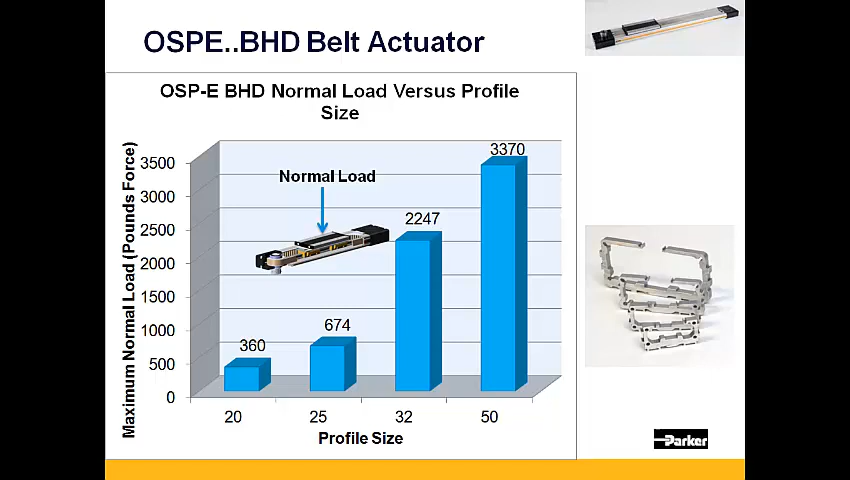 OSPE..BHD Belt Actuator
OSP-E BHD Normal Load Versus Profile
Size
Maximum Normal Load (Pounds Force)
3500
3000
2500
2000
1500
1000
500
0
Normal Load
360
674
2247
3370
20
25
32
50
Profile Size
Parker